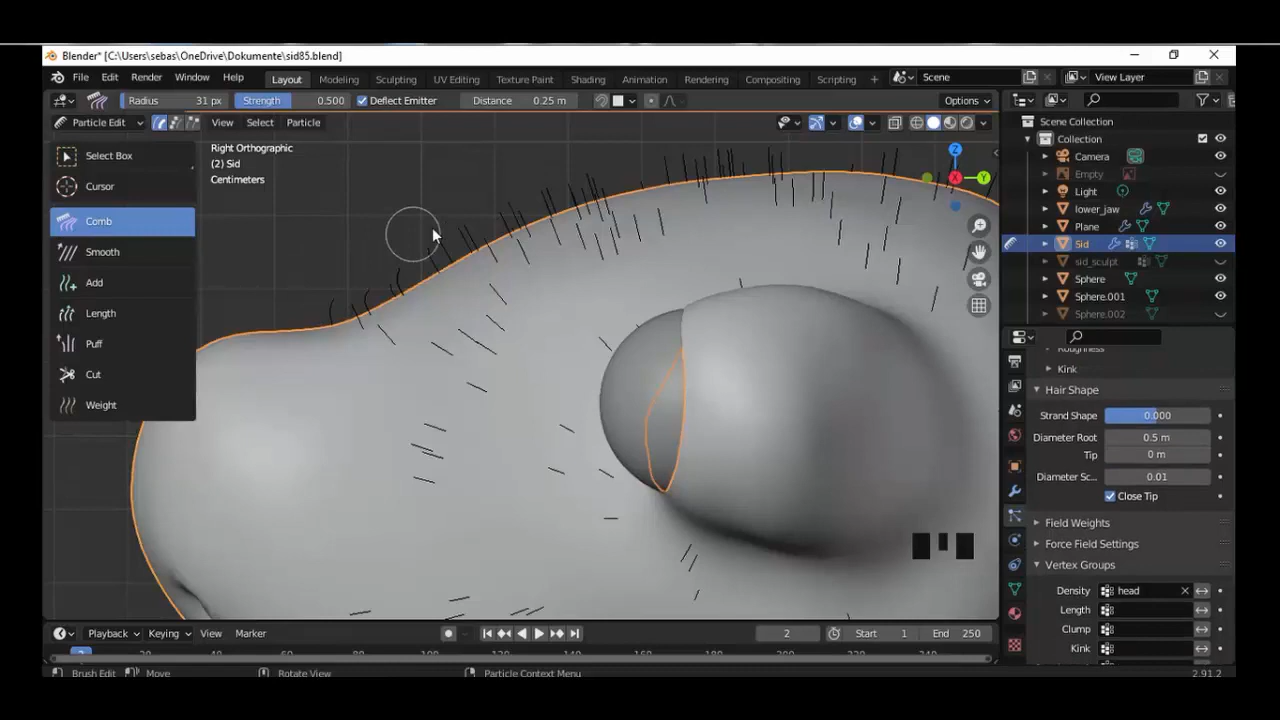 Blender* [C:\Users\sebas\OneDrive\Dokumente\sid85.blend]
File Edit Render Window Help Layout Modeling Sculpting UV Editing Texture Paint Shading Animation Rendering Compositing Scripting + Scene View Layer
Radius 31 px Strength 0.500 Deflect Emitter Distance 0.25 m Options
Particle Edit View Select Particle
Select Box
Cursor
Comb
Smooth
Add
Length
Puff
Cut
Weight
Right Orthographic
(2) Sid
Centimeters
Z
X
Y
Scene Collection
Collection
Camera
Empty
Light
lower_jaw
Plane
Sid
sid_sculpt
Sphere
Sphere.001
Sphere.002
Roughness
Kink
Hair Shape
Strand Shape 0.000
Diameter Root 0.5 m
Tip 0 m
Diameter Sc... 0.01
Close Tip
Field Weights
Force Field Settings
Vertex Groups
Density head
Length
Clump
Kink
Playback Keying View Marker 2 Start 1 End 250
Brush Edit Move Rotate View Particle Context Menu 2.91.2